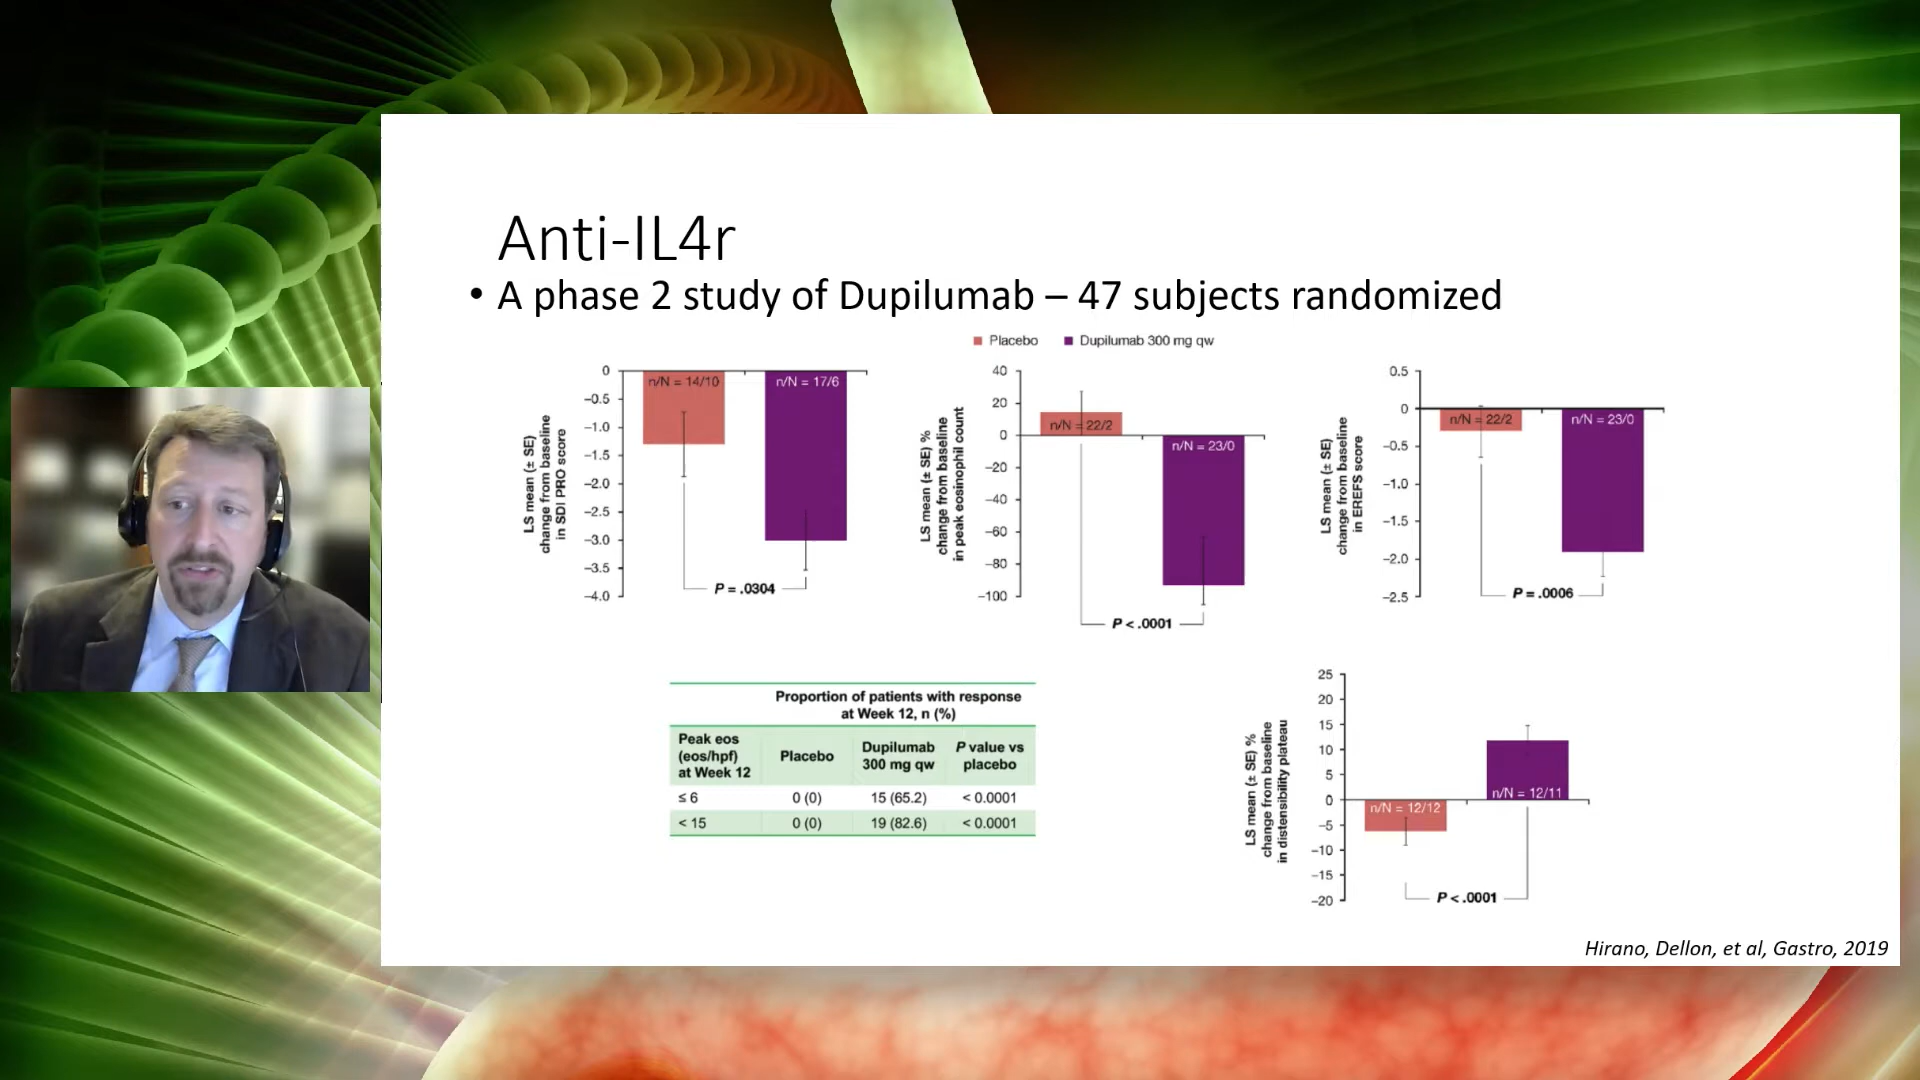 Anti-IL4r
• A phase 2 study of Dupilumab – 47 subjects randomized
Placebo
Dupilumab 300 mg qw
LS mean (± SE)
change from baseline
in SDI PRO score
0
–0.5
–1.0
–1.5
–2.0
–2.5
–3.0
–3.5
–4.0
n/N = 14/10
n/N = 17/6
P = .0304
LS mean (± SE) %
change from baseline
in peak eosinophil count
40
20
0
–20
–40
–60
–80
–100
n/N = 22/2
n/N = 23/0
P < .0001
LS mean (± SE)
change from baseline
in EREFS score
0.5
0
–0.5
–1.0
–1.5
–2.0
–2.5
n/N = 22/2
n/N = 23/0
P = .0006
Proportion of patients with response
at Week 12, n (%)
Peak eos
(eos/hpf)
at Week 12
Placebo
Dupilumab
300 mg qw
P value vs
placebo
≤ 6 0 (0) 15 (65.2) < 0.0001
< 15 0 (0) 19 (82.6) < 0.0001
LS mean (± SE) %
change from baseline
in distensibility plateau
25
20
15
10
5
0
–5
–10
–15
–20
n/N = 12/12
n/N = 12/11
P < .0001
Hirano, Dellon, et al, Gastro, 2019